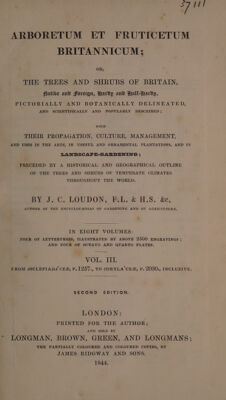 37111
ARBORETUM ET FRUTICETUM
BRITANNICUM;
OR,
THE TREES AND SHRUBS OF BRITAIN,
Native and Foreign, Hardy and Half-Hardy,
PICTORIALLY AND BOTANICALLY DELINEATED,
AND SCIENTIFICALLY AND POPULARLY DESCRIBED;
WITH
THEIR PROPAGATION, CULTURE, MANAGEMENT,
AND USES IN THE ARTS, IN USEFUL AND ORNAMENTAL PLANTATIONS, AND IN
LANDSCAPE-GARDENING;
PRECEDED BY A HISTORICAL AND GEOGRAPHICAL OUTLINE
OF THE TREES AND SHRUBS OF TEMPERATE CLIMATES
THROUGHOUT THE WORLD.
BY J. C. LOUDON, F.L. & H.S. &c.,
AUTHOR OF THE ENCYCLOPÆDIAS OF GARDENING AND OF AGRICULTURE.
IN EIGHT VOLUMES:
FOUR OF LETTERPRESS, ILLUSTRATED BY ABOVE 2500 ENGRAVINGS;
AND FOUR OF OCTAVO AND QUARTO PLATES.
VOL. III.
FROM ASCLEPIADACEÆ, P. 1257., TO CORYLACEÆ, P. 2030., INCLUSIVE.
SECOND EDITION.
LONDON:
PRINTED FOR THE AUTHOR;
AND SOLD BY
LONGMAN, BROWN, GREEN, AND LONGMANS;
THE PARTIALLY COLOURED AND COLOURED COPIES, BY
JAMES RIDGWAY AND SONS.
1844.